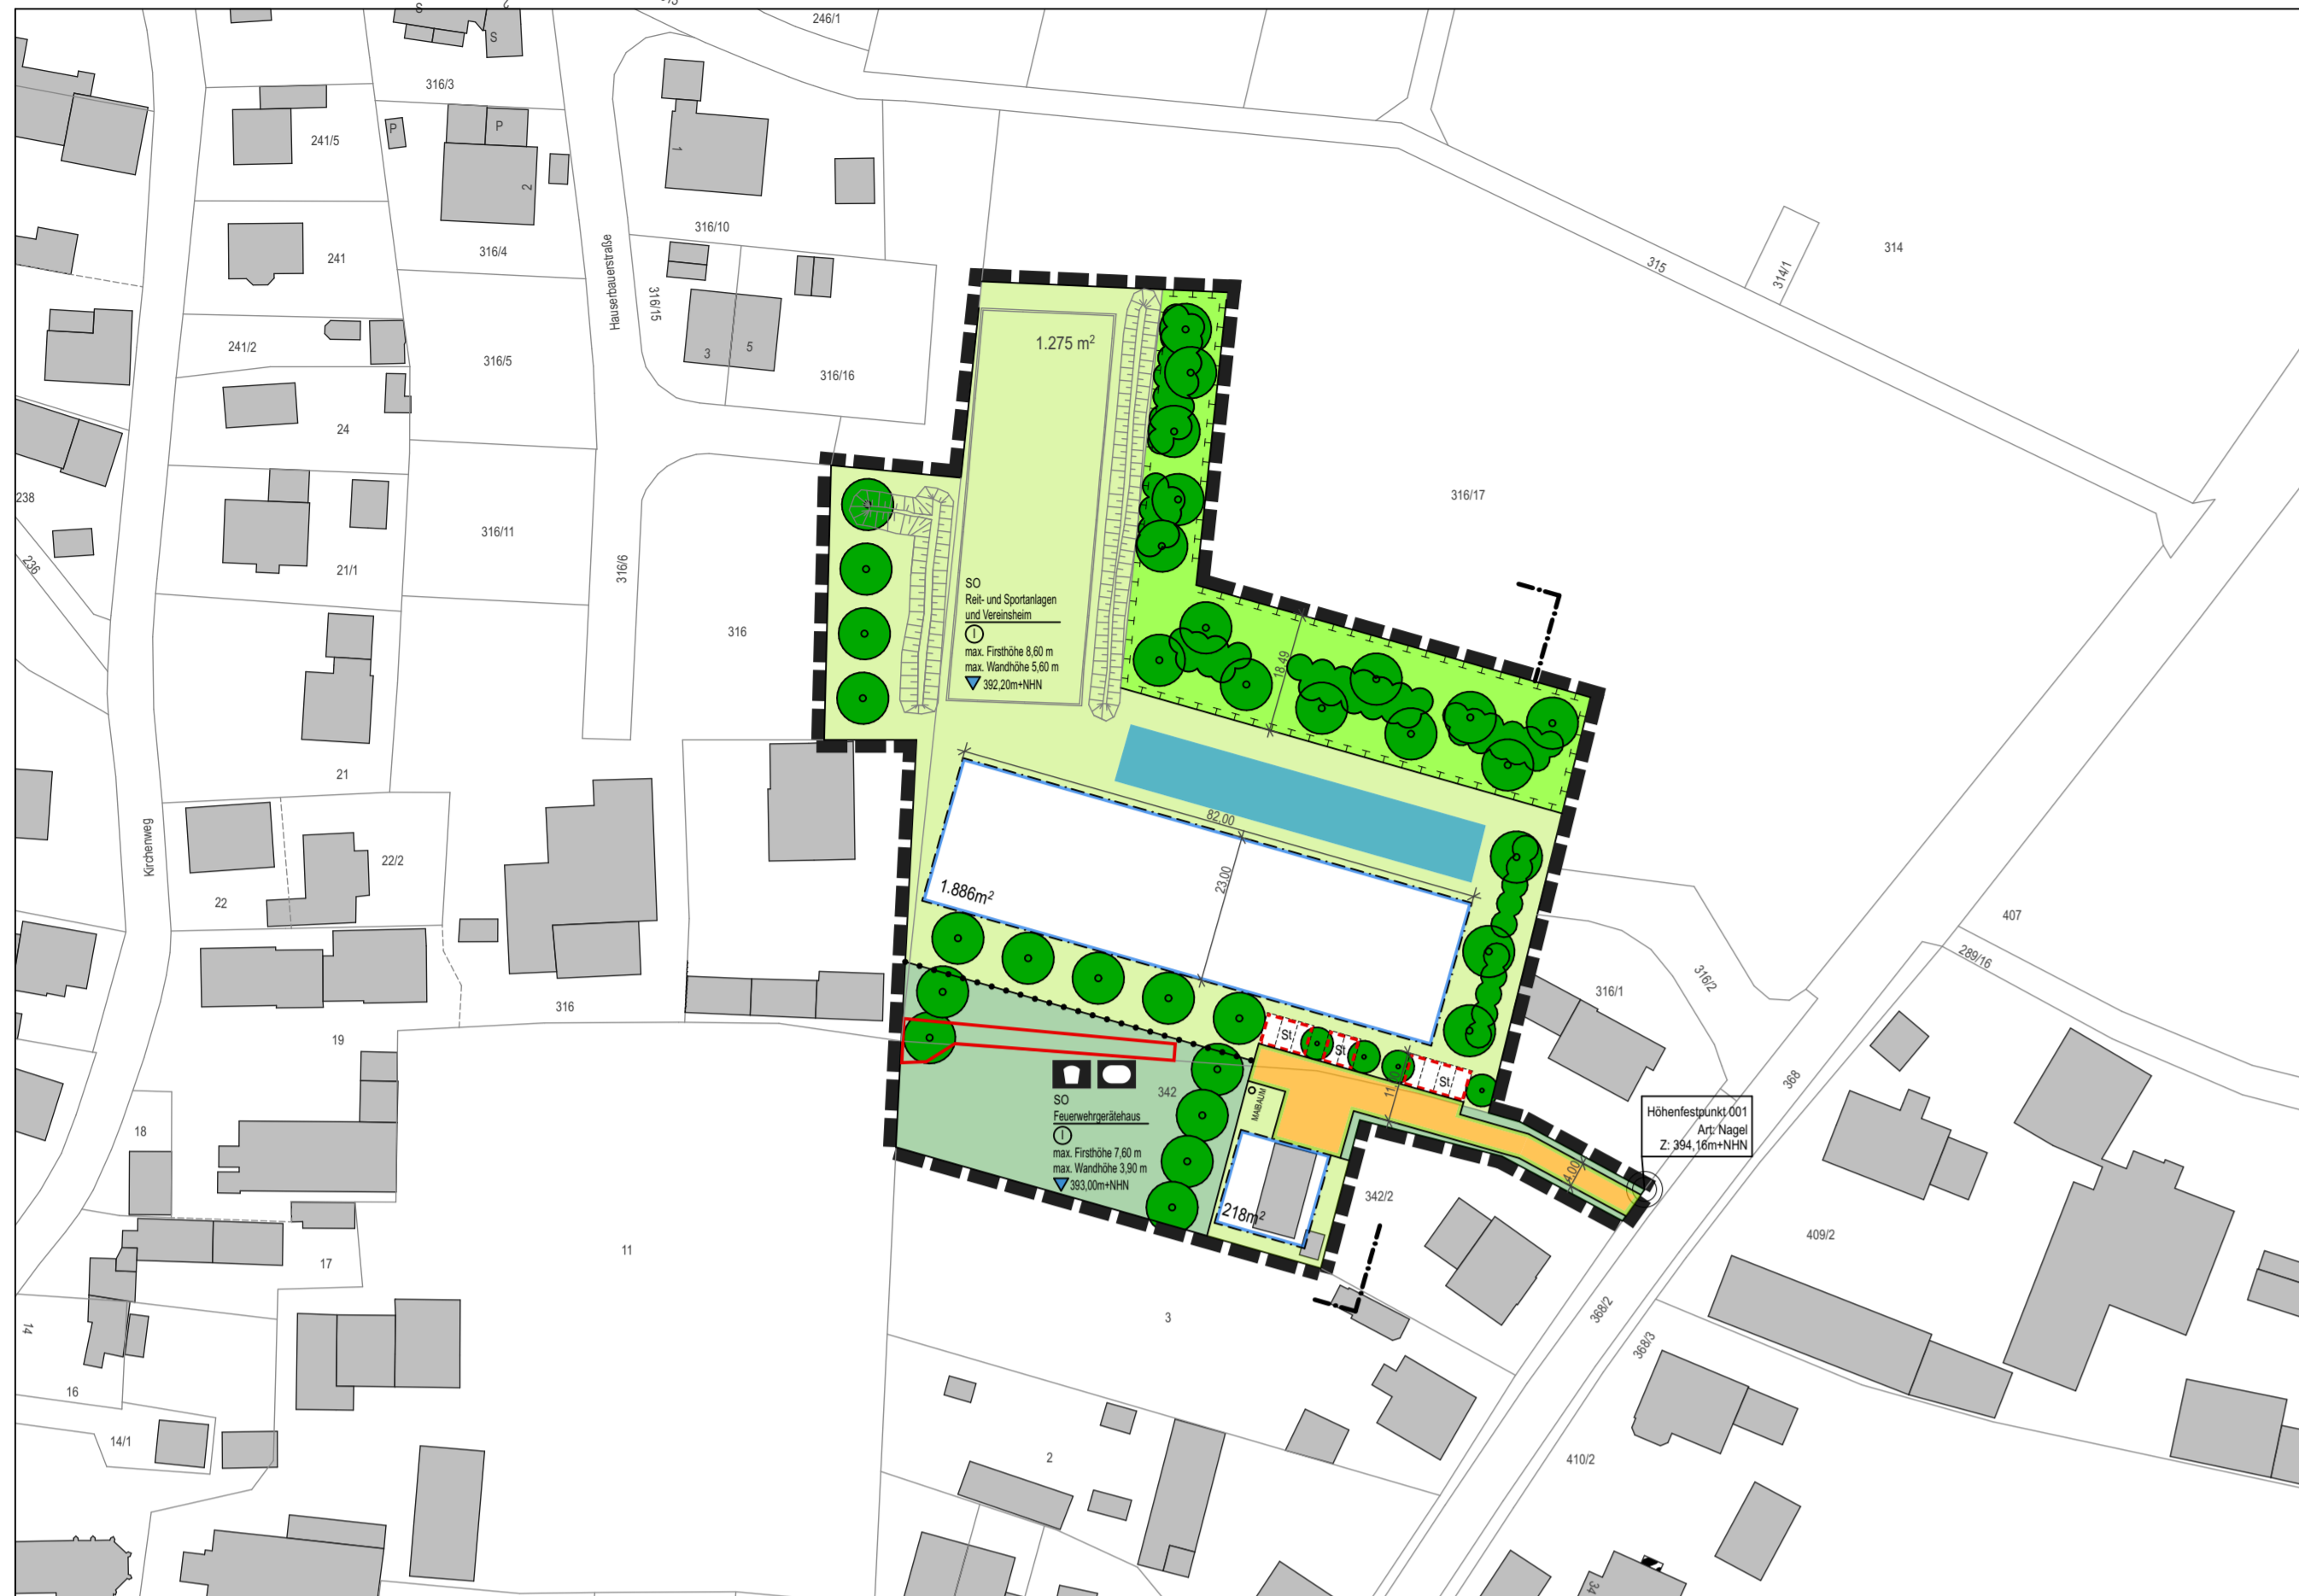 246/1
S
S
316/3
P
P
2
1
241/5
316/10
316/4
241
Hauserbauerstraße
316/15
3
5
316/16
241/2
316/5
24
238
236
316/11
21/1
316/6
316
21
314
314/1
315
316/17
1.275 m²
SO
Reit- und Sportanlagen
und Vereinsheim
I
max. Firsthöhe 8,60 m
max. Wandhöhe 5,60 m
392,20m+NHN
18.49
82.00
23.00
1.886m²
Kirchenweg
22/2
22
316
19
407
289/16
316/2
316/1
368
St
St
St
11.
MAIBAUM
342
SO
Feuerwehrgerätehaus
I
max. Firsthöhe 7,60 m
max. Wandhöhe 3,90 m
393,00m+NHN
4.00
Höhenfestpunkt 001
Art: Nagel
Z: 394,16m+NHN
218m²
342/2
18
17
11
409/2
3
368/2
368/3
14
16
14/1
2
410/2
34